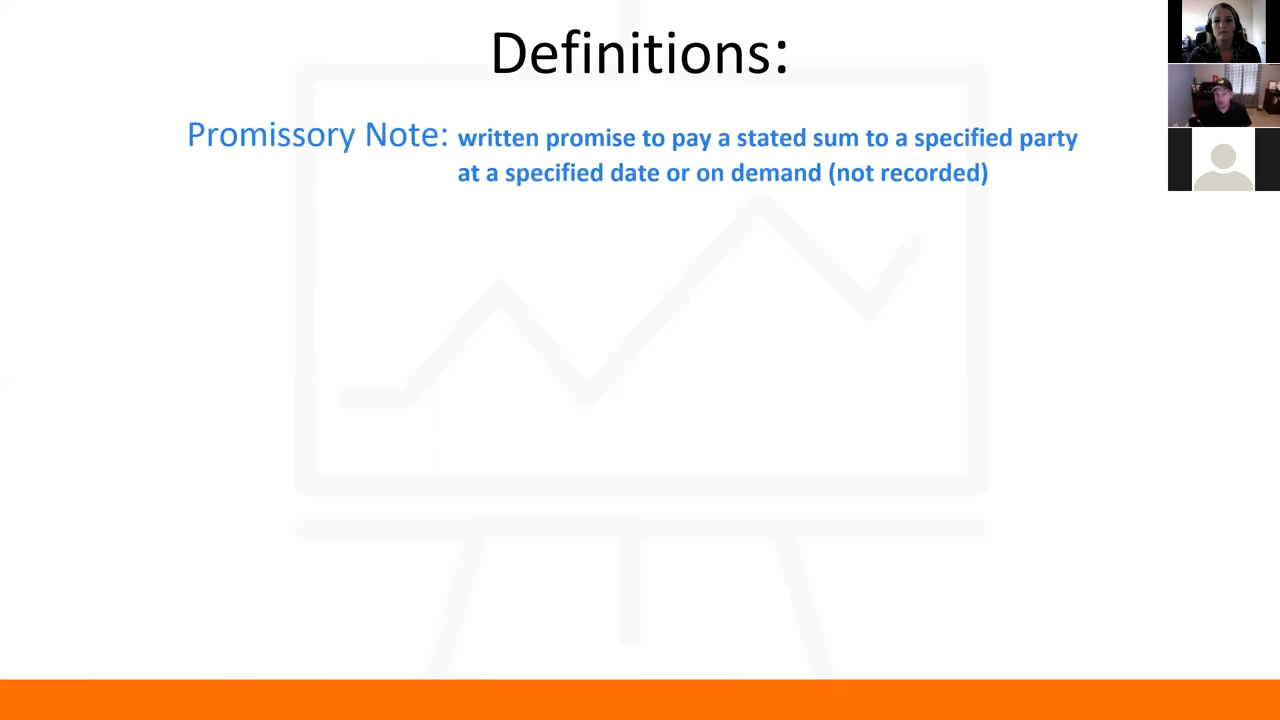 Definitions:
Promissory Note: written promise to pay a stated sum to a specified party
at a specified date or on demand (not recorded)